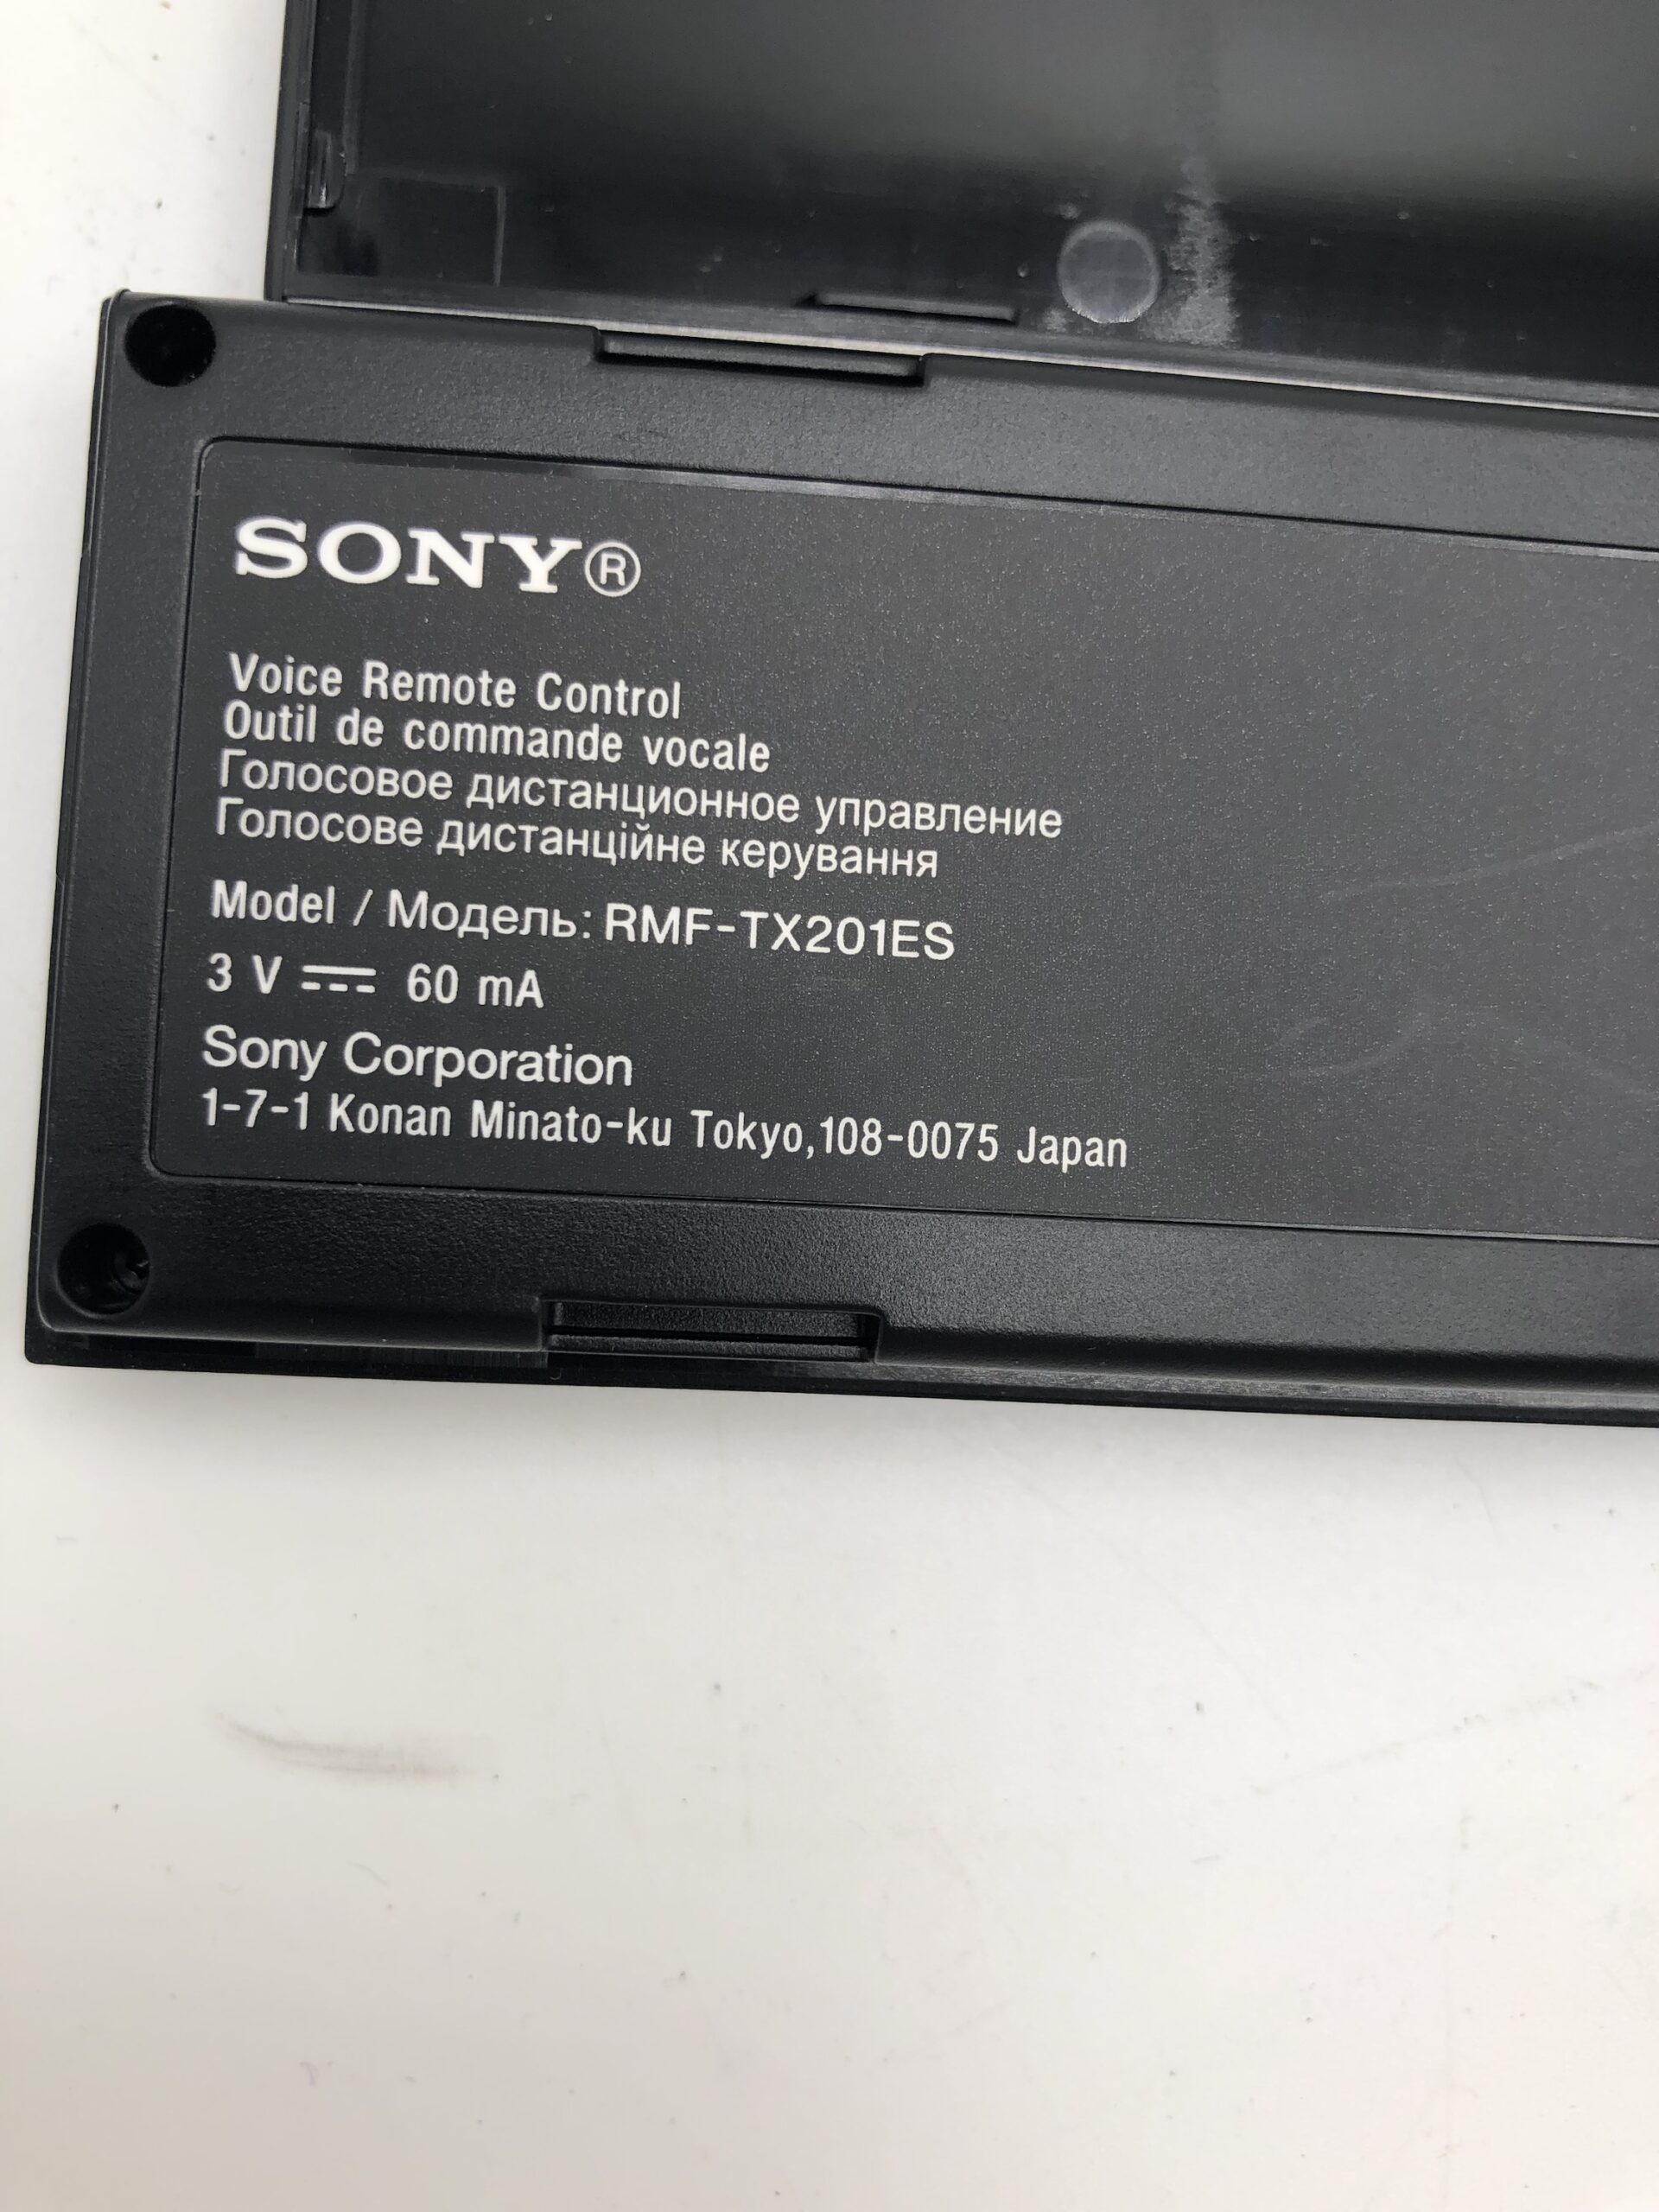 SONY®
Voice Remote Control
Outil de commande vocale
Голосовое дистанционное управление
Голосове дистанційне керування
Model / Модель: RMF-TX201ES
3 V ⎓ 60 mA
Sony Corporation
1-7-1 Konan Minato-ku Tokyo,108-0075 Japan